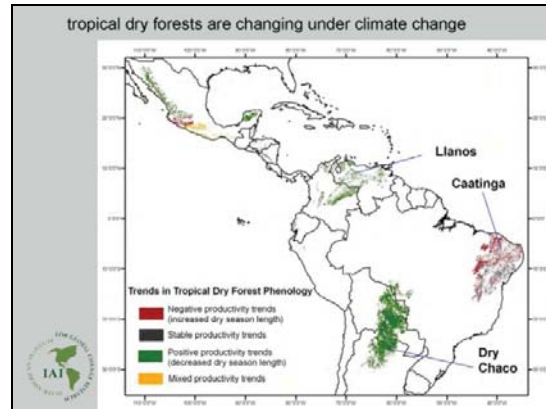 tropical dry forests are changing under climate change
Llanos
Caatinga
Trends in Tropical Dry Forest Phenology
Negative productivity trends
(increased dry season length)
Stable productivity trends
Positive productivity trends
(decreased dry season length)
Mixed productivity trends
Dry
Chaco
IAI